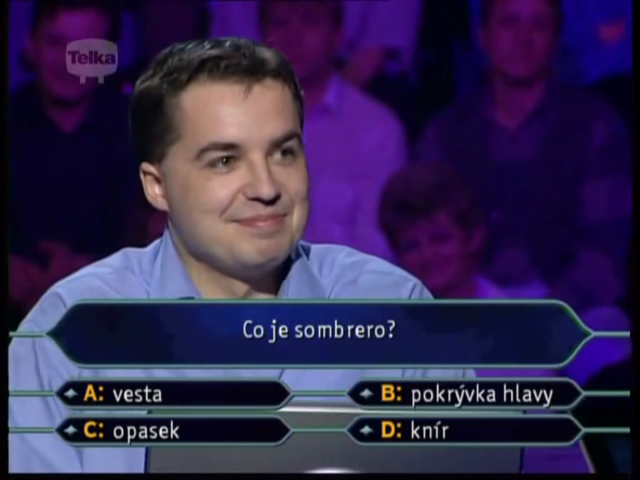 Telka
Co je sombrero?
A: vesta
B: pokrývka hlavy
C: opasek
D: knír